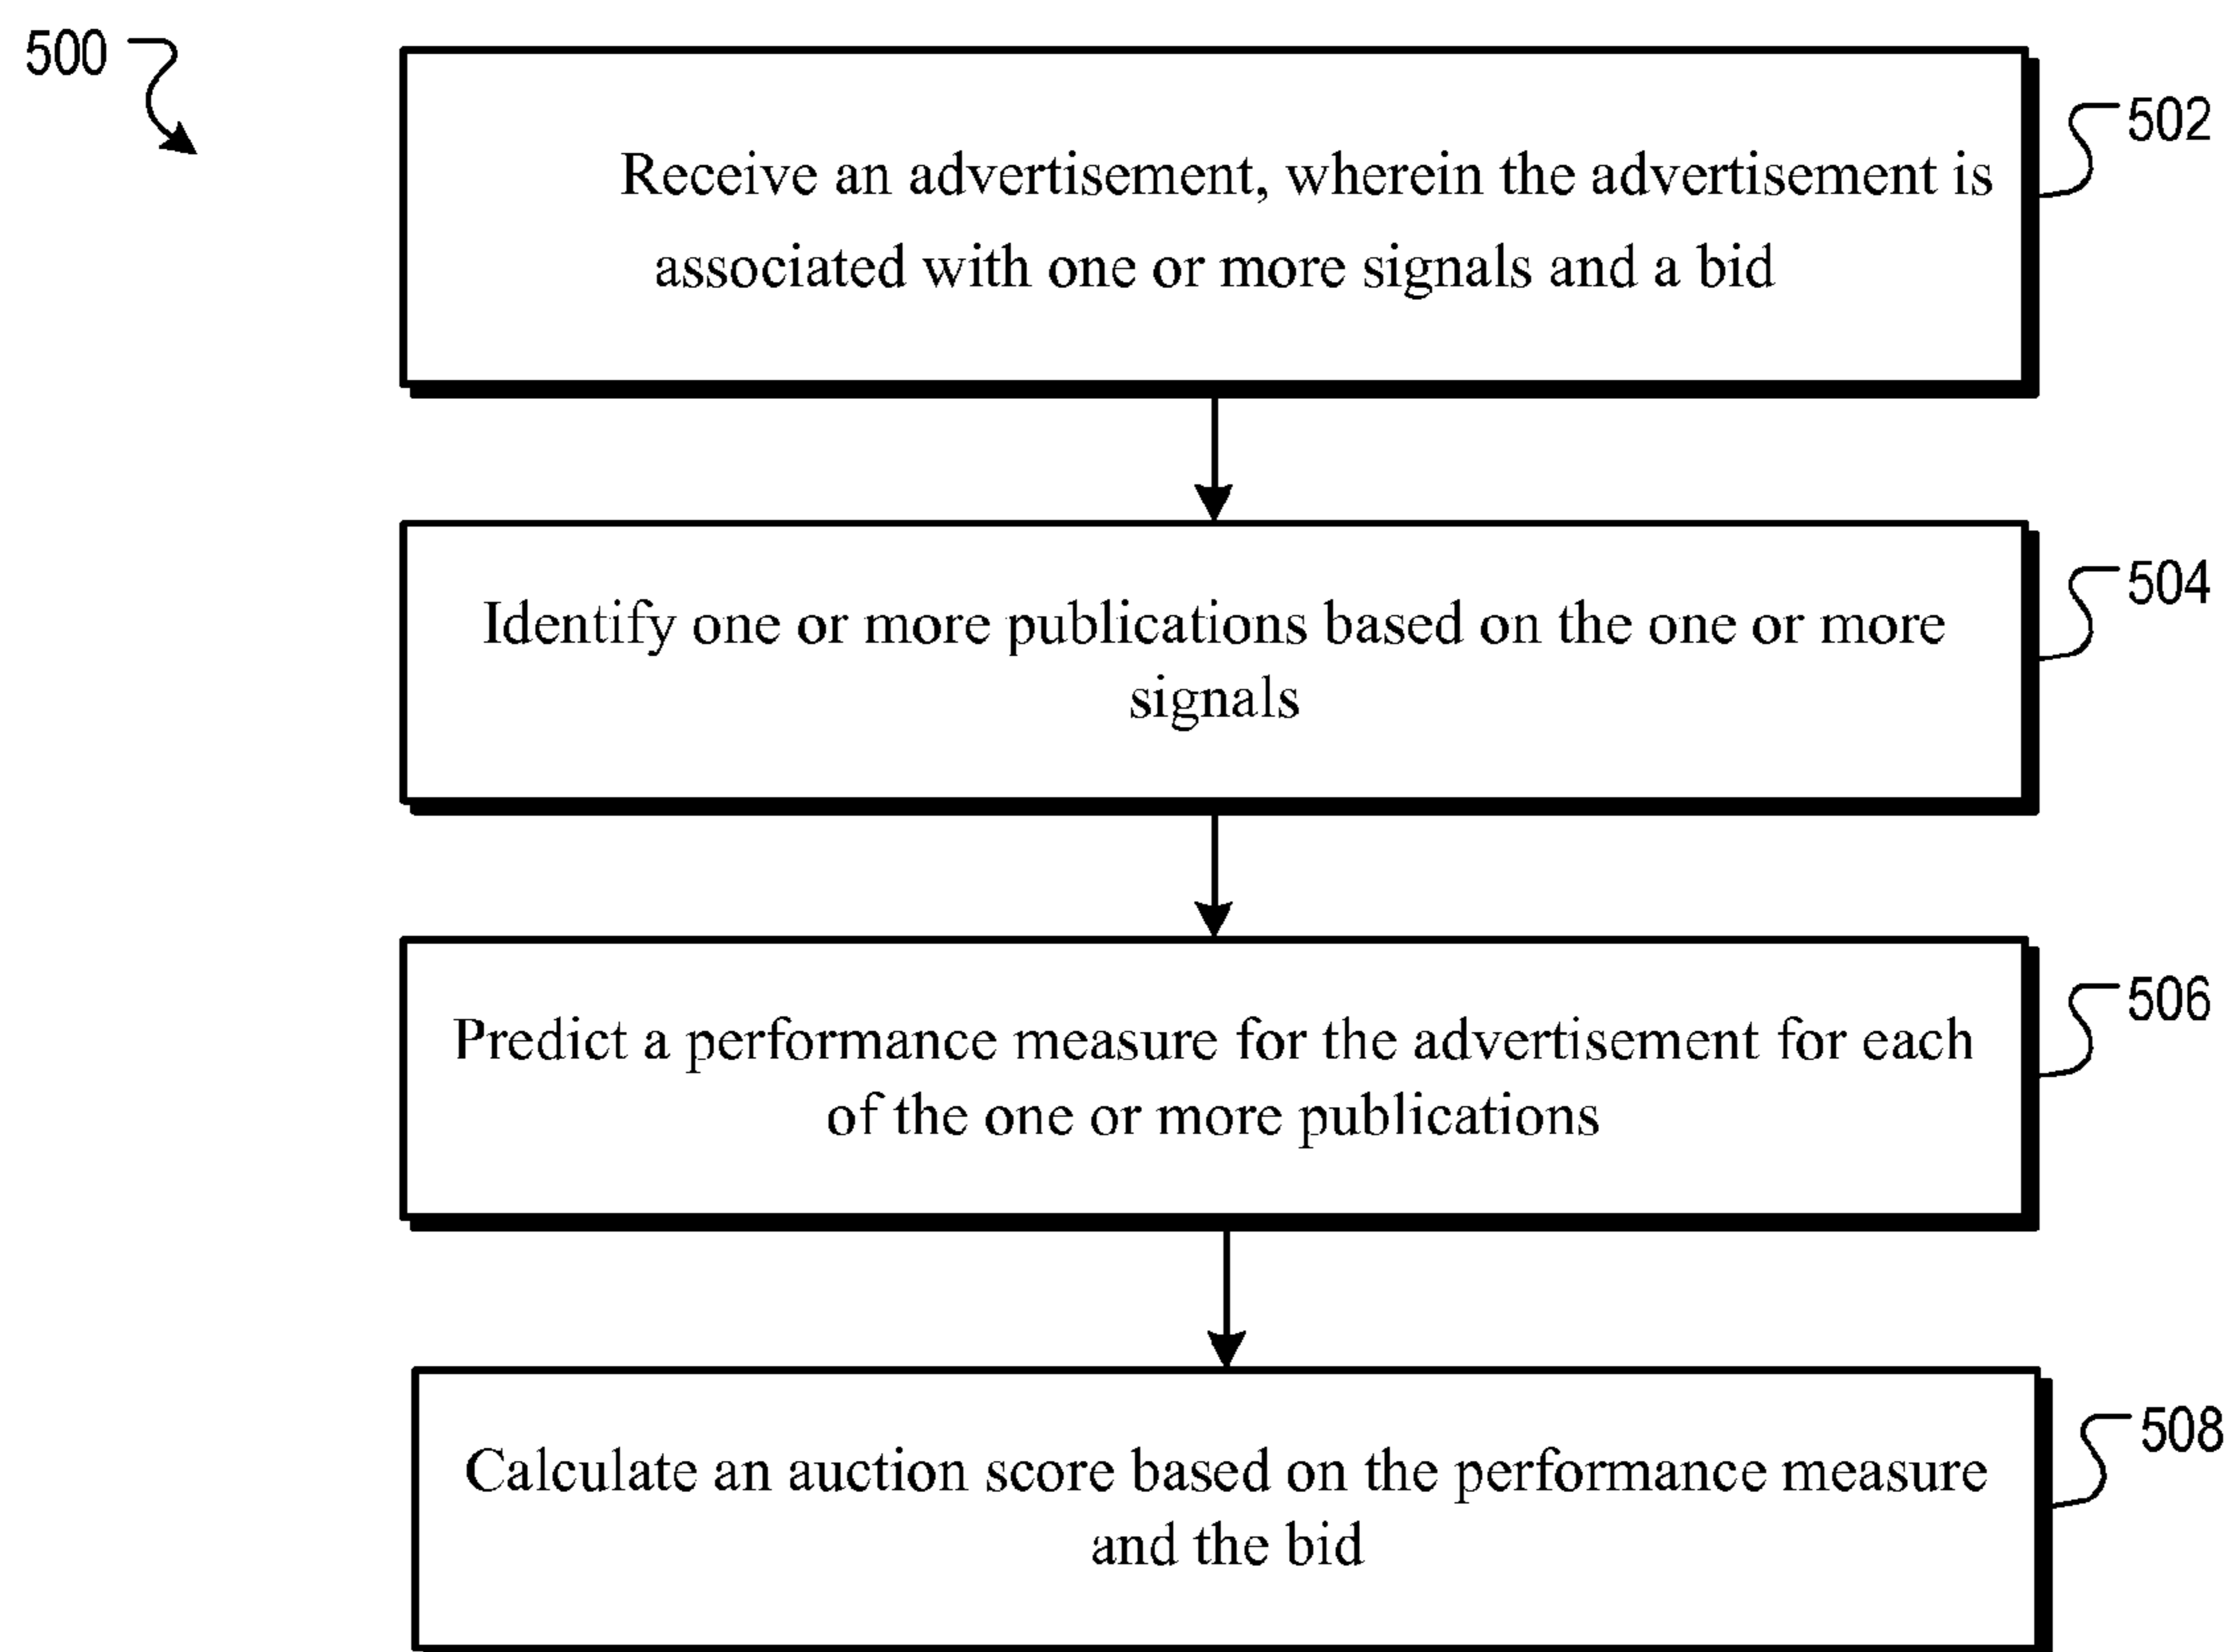 500
Receive an advertisement, wherein the advertisement is
associated with one or more signals and a bid
502
Identify one or more publications based on the one or more
signals
504
Predict a performance measure for the advertisement for each
of the one or more publications
506
Calculate an auction score based on the performance measure
and the bid
508